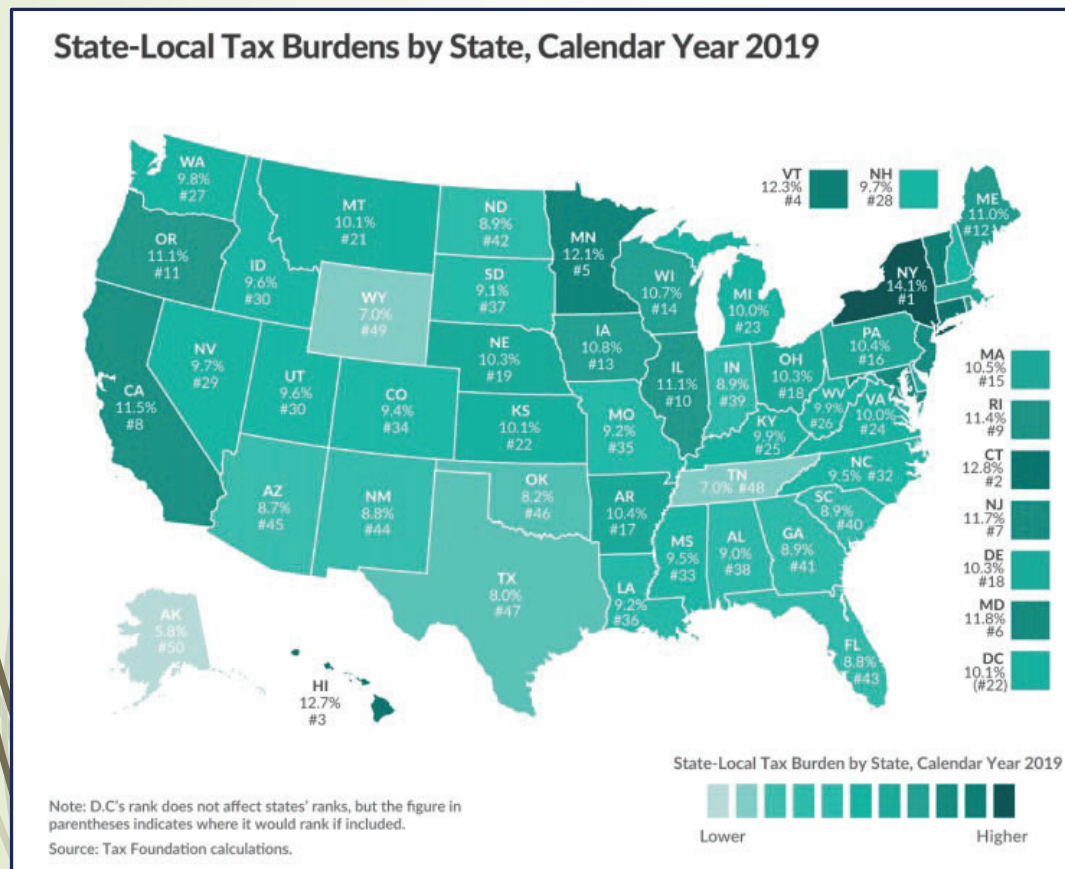 State-Local Tax Burdens by State, Calendar Year 2019
WA
9.8%
#27
OR
11.1%
#11
CA
11.5%
#8
NV
9.7%
#29
ID
9.6%
#30
MT
10.1%
#21
WY
7.0%
#49
UT
9.6%
#30
CO
9.4%
#34
AZ
8.7%
#45
NM
8.8%
#44
ND
8.9%
#42
SD
9.1%
#37
NE
10.3%
#19
KS
10.1%
#22
OK
8.2%
#46
TX
8.0%
#47
MN
12.1%
#5
IA
10.8%
#13
MO
9.2%
#35
AR
10.4%
#17
LA
9.2%
#36
WI
10.7%
#14
IL
11.1%
#10
MI
10.0%
#23
IN
8.9%
#39
OH
10.3%
#18
KY
9.9%
#25
TN
7.0% #48
MS
9.5%
#33
AL
9.0%
#38
GA
8.9%
#41
FL
8.8%
#43
SC
8.9%
#40
NC
9.5% #32
VA
10.0%
#24
WV
9.9%
#26
PA
10.4%
#16
NY
14.1%
#1
ME
11.0%
#12
VT
12.3%
#4
NH
9.7%
#28
MA
10.5%
#15
RI
11.4%
#9
CT
12.8%
#2
NJ
11.7%
#7
DE
10.3%
#18
MD
11.8%
#6
DC
10.1%
(#22)
AK
5.8%
#50
HI
12.7%
#3
State-Local Tax Burden by State, Calendar Year 2019
Lower
Higher
Note: D.C's rank does not affect states' ranks, but the figure in
parentheses indicates where it would rank if included.
Source: Tax Foundation calculations.